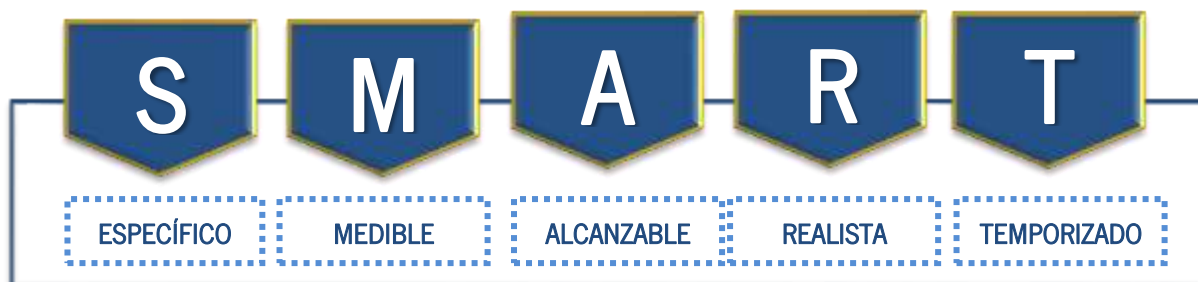 S M A R T
ESPECÍFICO MEDIBLE ALCANZABLE REALISTA TEMPORIZADO